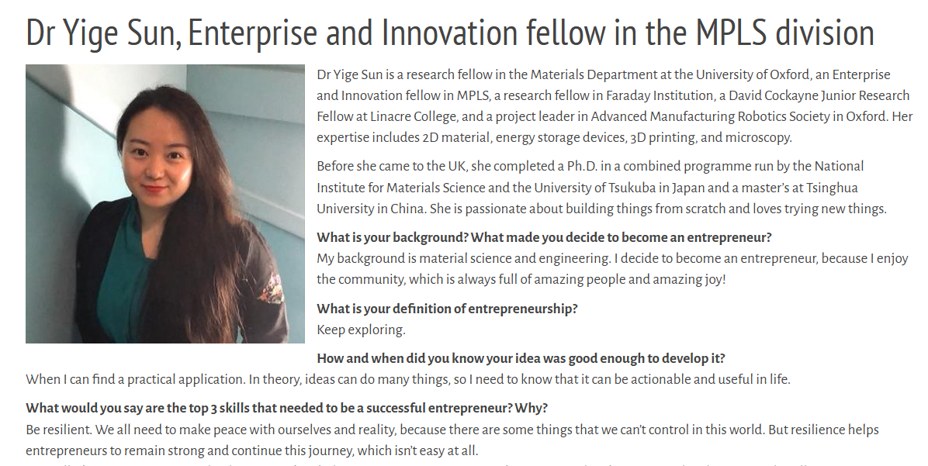 Dr Yige Sun, Enterprise and Innovation fellow in the MPLS division
Dr Yige Sun is a research fellow in the Materials Department at the University of Oxford, an Enterprise
and Innovation fellow in MPLS, a research fellow in Faraday Institution, a David Cockayne Junior Research
Fellow at Linacre College, and a project leader in Advanced Manufacturing Robotics Society in Oxford. Her
expertise includes 2D material, energy storage devices, 3D printing, and microscopy.
Before she came to the UK, she completed a Ph.D. in a combined programme run by the National
Institute for Materials Science and the University of Tsukuba in Japan and a master's at Tsinghua
University in China. She is passionate about building things from scratch and loves trying new things.
What is your background? What made you decide to become an entrepreneur?
My background is material science and engineering. I decide to become an entrepreneur, because I enjoy
the community, which is always full of amazing people and amazing joy!
What is your definition of entrepreneurship?
Keep exploring.
How and when did you know your idea was good enough to develop it?
When I can find a practical application. In theory, ideas can do many things, so I need to know that it can be actionable and useful in life.
What would you say are the top 3 skills that needed to be a successful entrepreneur? Why?
Be resilient. We all need to make peace with ourselves and reality, because there are some things that we can't control in this world. But resilience helps
entrepreneurs to remain strong and continue this journey, which isn't easy at all.